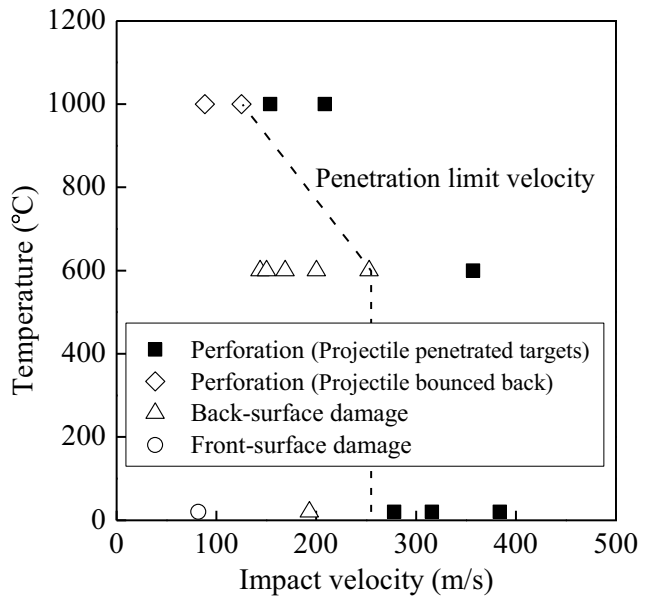 1200
1000
800
600
400
200
0
Temperature (℃)
Penetration limit velocity
Perforation (Projectile penetrated targets)
Perforation (Projectile bounced back)
Back-surface damage
Front-surface damage
0 100 200 300 400 500
Impact velocity (m/s)